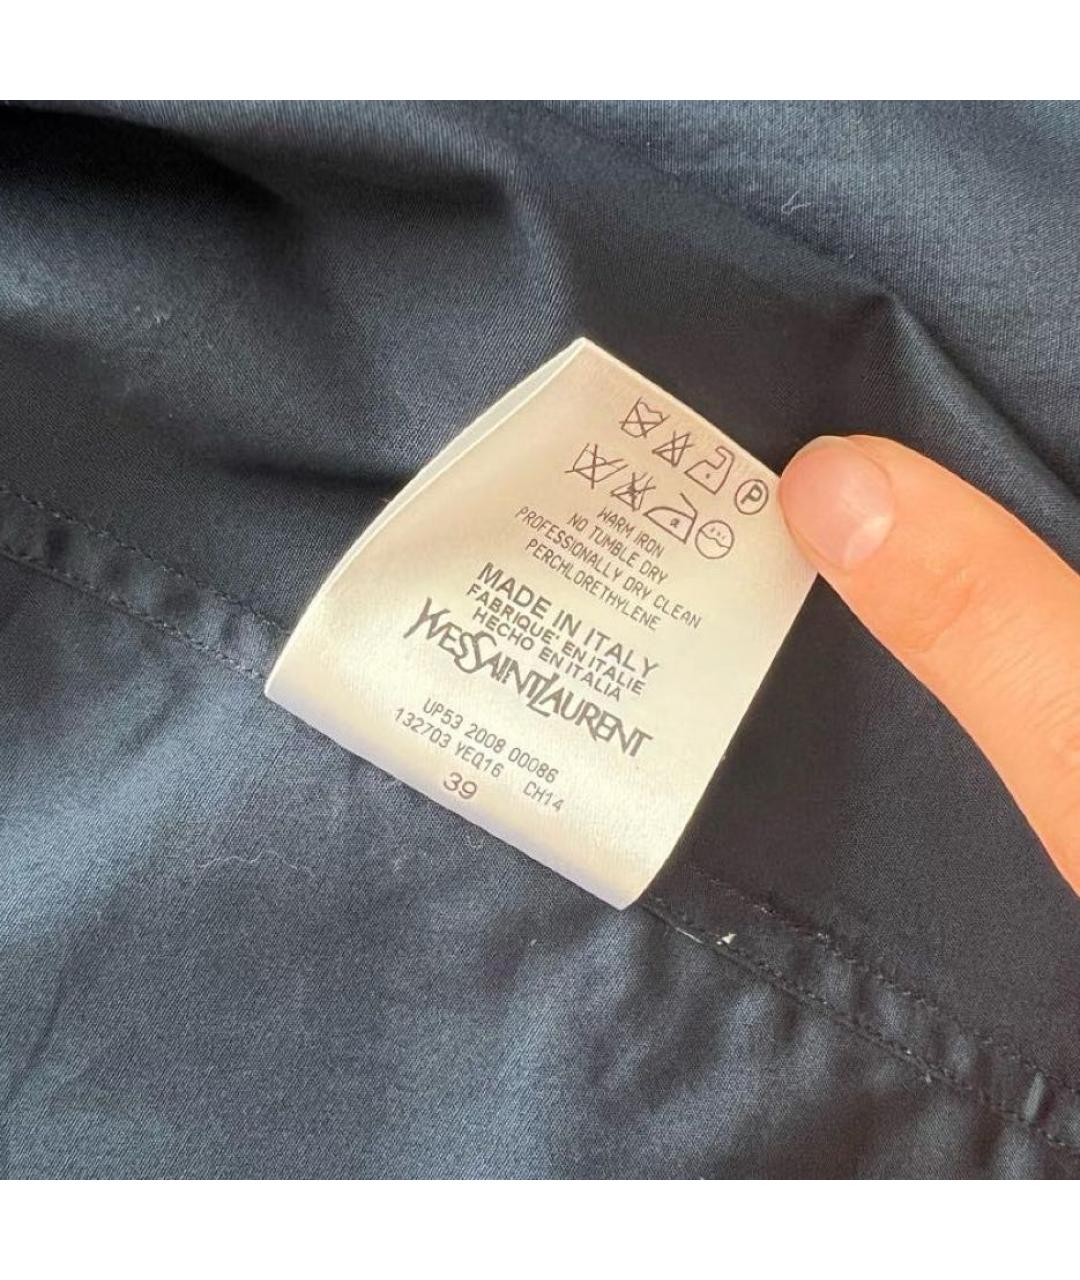 P
WARM IRON
NO TUMBLE DRY
PROFESSIONALLY DRY CLEAN
PERCHLORETHYLENE
MADE IN ITALY
FABRIQUE' EN ITALIE
HECHO EN ITALIA
YVESSAINTLAURENT
UP53 2008 00086
132703 YEQ16 CH14
39